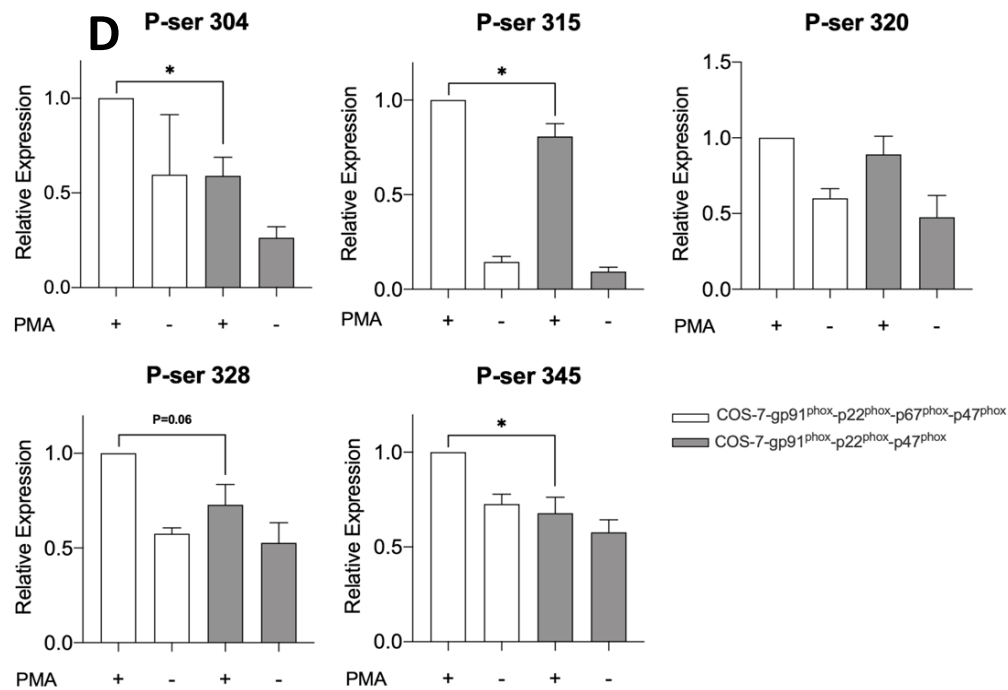 D
P-ser 304
Relative Expression
1.0
0.5
0.0
*
PMA + - + -
P-ser 315
Relative Expression
1.0
0.5
0.0
*
PMA + - + -
P-ser 320
Relative Expression
1.5
1.0
0.5
0.0
PMA + - + -
P-ser 328
Relative Expression
1.0
0.5
0.0
P=0.06
PMA + - + -
P-ser 345
Relative Expression
1.0
0.5
0.0
*
PMA + - + -
COS-7-gp91phox-p22phox-p67phox-p47phox
COS-7-gp91phox-p22phox-p47phox